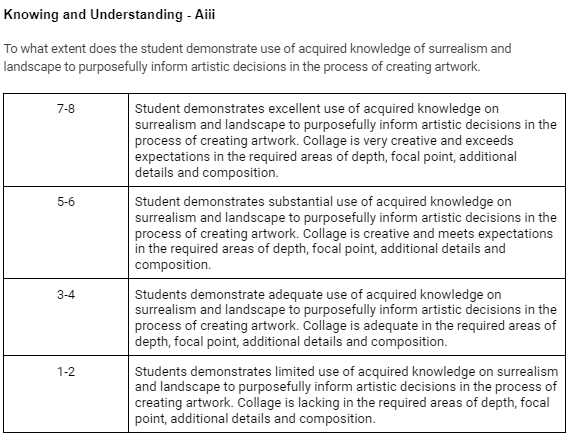 Knowing and Understanding - Aiii
To what extent does the student demonstrate use of acquired knowledge of surrealism and
landscape to purposefully inform artistic decisions in the process of creating artwork.
7-8
Student demonstrates excellent use of acquired knowledge on
surrealism and landscape to purposefully inform artistic decisions in the
process of creating artwork. Collage is very creative and exceeds
expectations in the required areas of depth, focal point, additional
details and composition.
5-6
Student demonstrates substantial use of acquired knowledge on
surrealism and landscape to purposefully inform artistic decisions in the
process of creating artwork. Collage is creative and meets expectations
in the required areas of depth, focal point, additional details and
composition.
3-4
Students demonstrate adequate use of acquired knowledge on
surrealism and landscape to purposefully inform artistic decisions in the
process of creating artwork. Collage is adequate in the required areas of
depth, focal point, additional details and composition.
1-2
Students demonstrates limited use of acquired knowledge on surrealism
and landscape to purposefully inform artistic decisions in the process of
creating artwork. Collage is lacking in the required areas of depth, focal
point, additional details and composition.